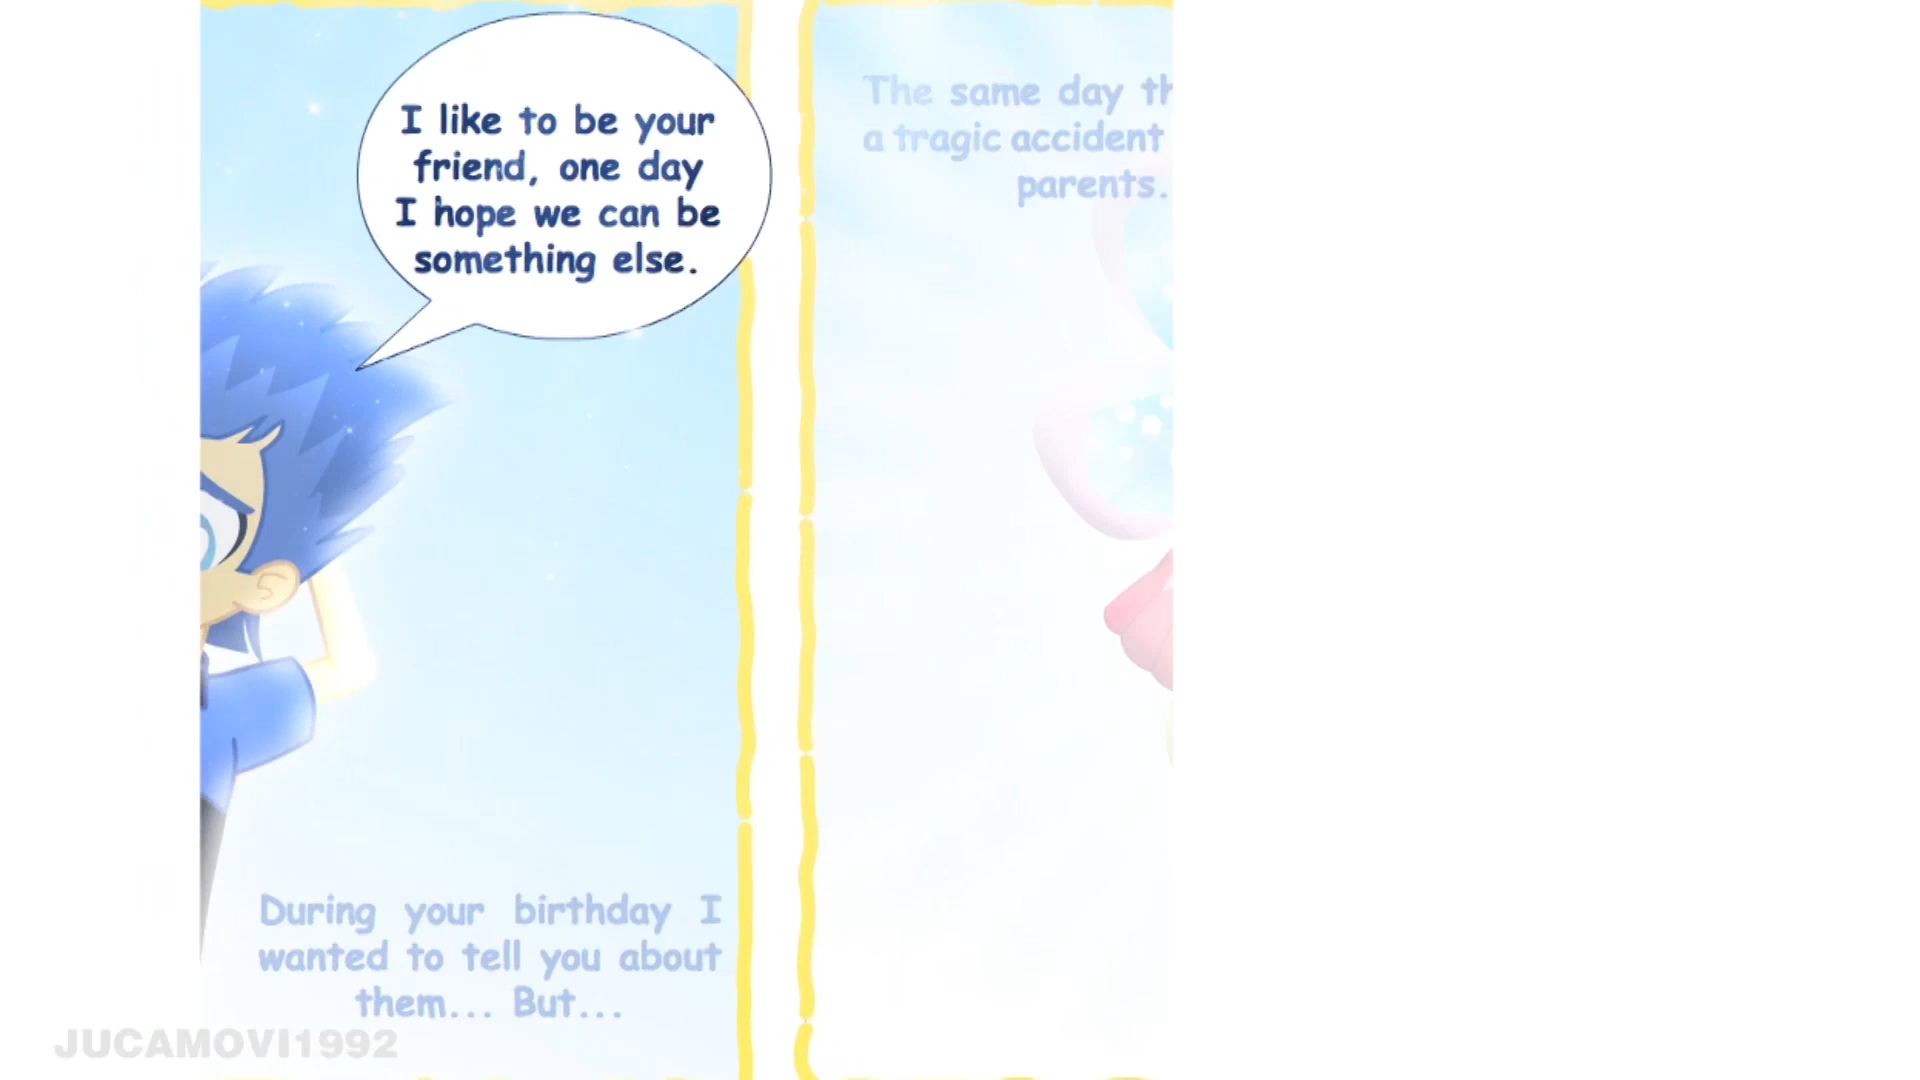 I like to be your
friend, one day
I hope we can be
something else.
During your birthday I
wanted to tell you about
them... But...
The same day
a tragic accident
parents.
JUCAMOVI1992